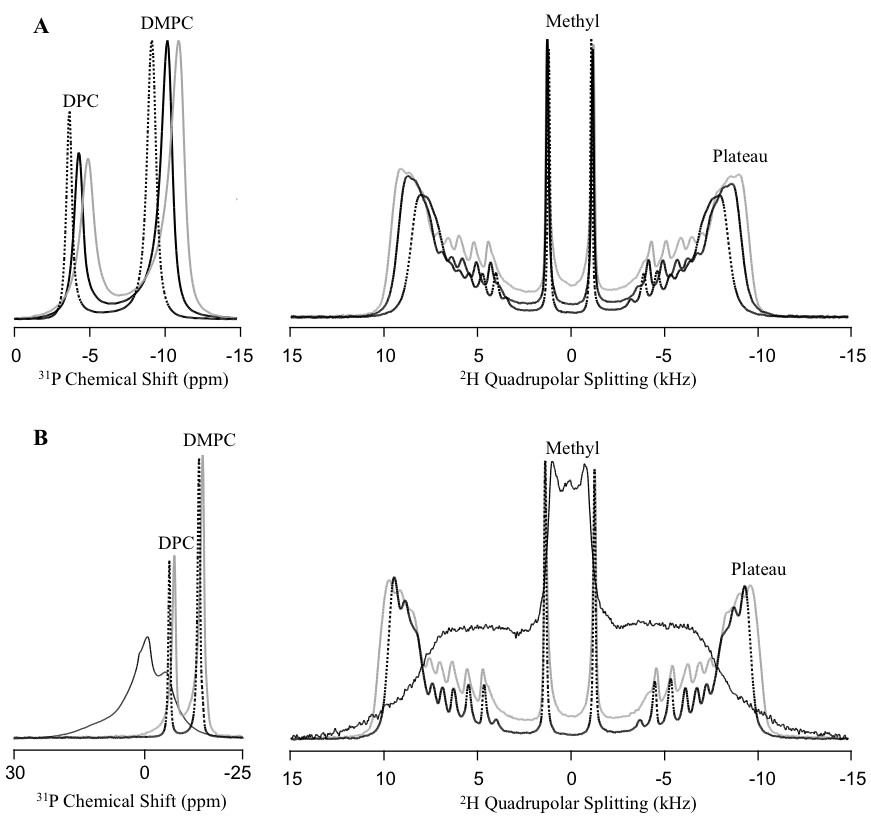 A
DMPC
DPC
Methyl
Plateau
0 -5 -10 -15
³¹P Chemical Shift (ppm)
15 10 5 0 -5 -10 -15
²H Quadrupolar Splitting (kHz)
B
DMPC
DPC
Methyl
Plateau
30 0 -25
³¹P Chemical Shift (ppm)
15 10 5 0 -5 -10 -15
²H Quadrupolar Splitting (kHz)